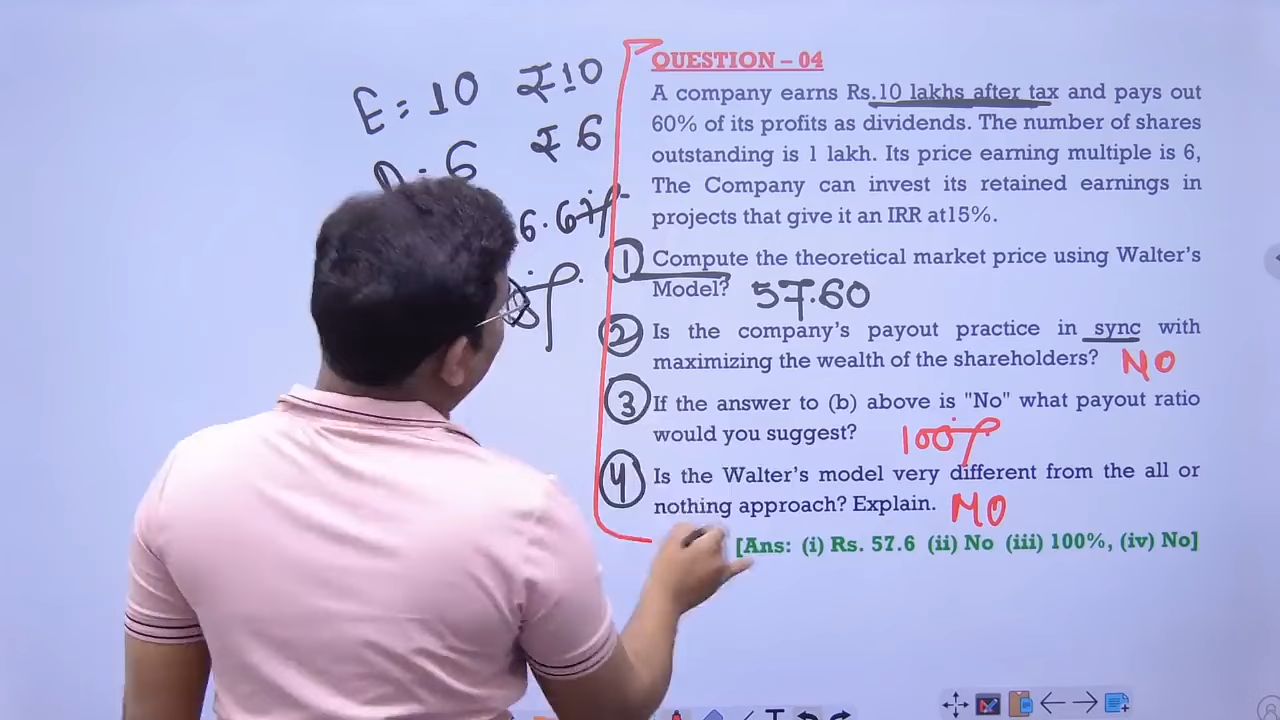 E = 10 ₹10
D = 6 ₹6
6.67%
QUESTION – 04
A company earns Rs.10 lakhs after tax and pays out
60% of its profits as dividends. The number of shares
outstanding is 1 lakh. Its price earning multiple is 6,
The Company can invest its retained earnings in
projects that give it an IRR at15%.
① Compute the theoretical market price using Walter's
Model? 57.60
② Is the company's payout practice in sync with
maximizing the wealth of the shareholders? NO
③ If the answer to (b) above is "No" what payout ratio
would you suggest? 100%
④ Is the Walter's model very different from the all or
nothing approach? Explain. NO
[Ans: (i) Rs. 57.6 (ii) No (iii) 100%, (iv) No]